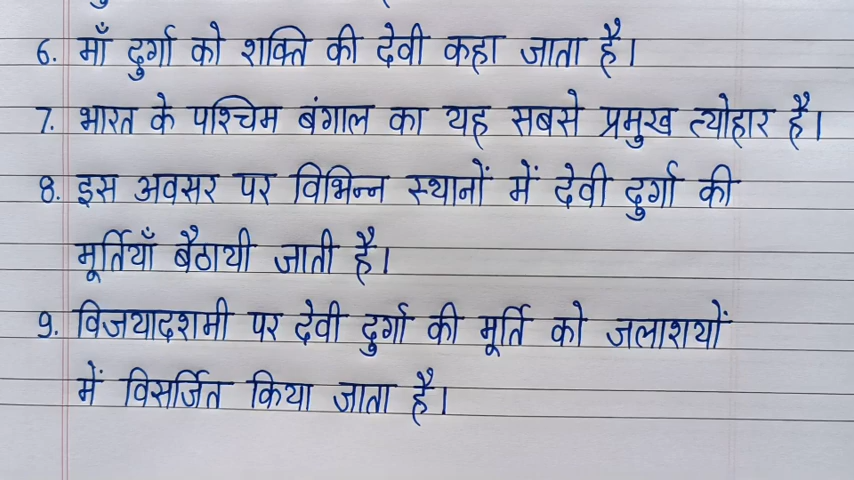 6. माँ दुर्गा को शक्ति की देवी कहा जाता है।
7. भारत के पश्चिम बंगाल का यह सबसे प्रमुख त्योहार है।
8. इस अवसर पर विभिन्न स्थानों में देवी दुर्गा की
मूर्तियाँ बैठायी जाती है।
9. विजयादशमी पर देवी दुर्गा की मूर्ति को जलाशयों
में विसर्जित किया जाता है।